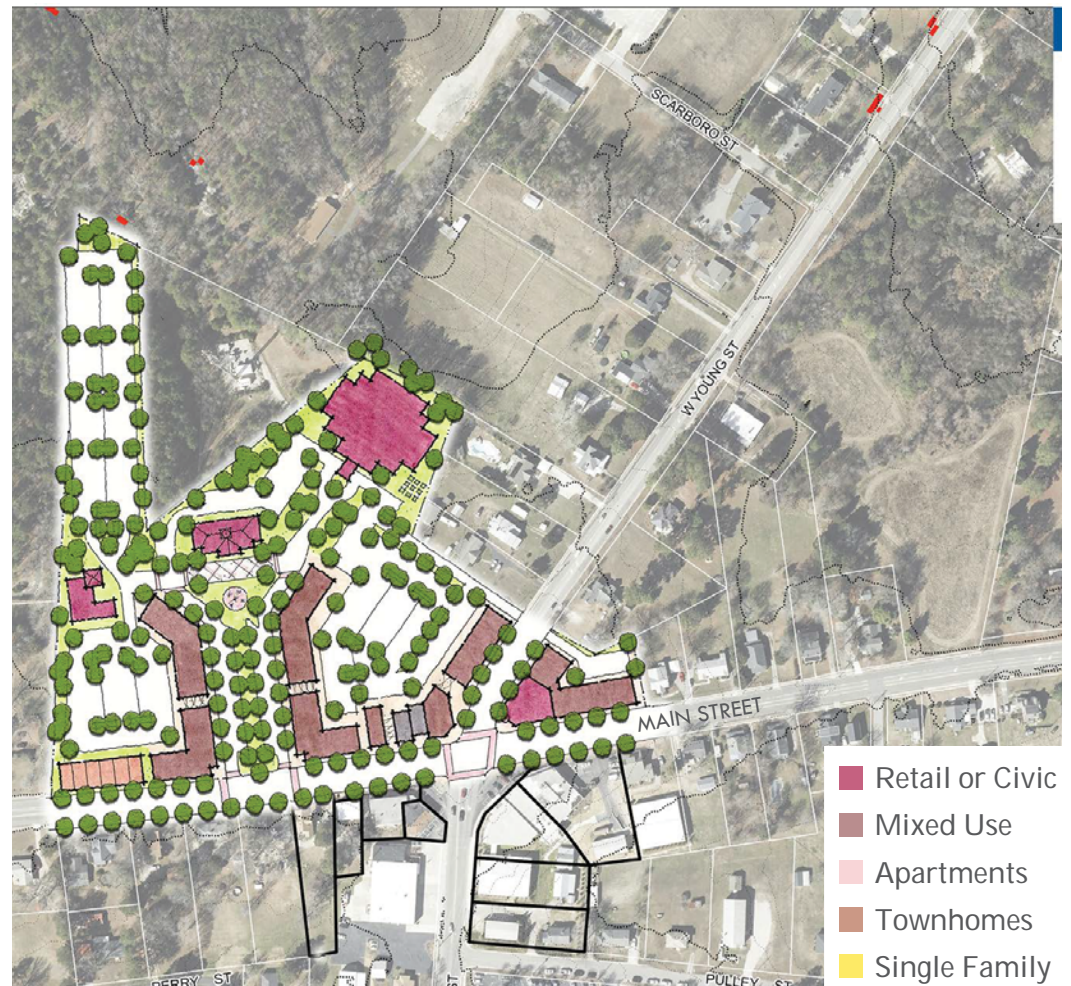 SCARBORO ST
W YOUNG ST
MAIN STREET
Retail or Civic
Mixed Use
Apartments
Townhomes
Single Family
PERRY ST
ST
PULLEY ST